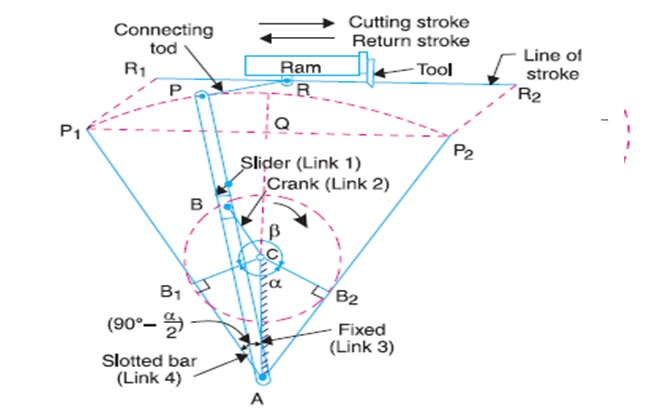 Cutting stroke
Return stroke
Connecting
tod
Line of
stroke
Ram
Tool
R1
P
R
R2
P1
Q
P2
Slider (Link 1)
Crank (Link 2)
B
β
C
α
B1
B2
(90°– α/2)
Fixed
(Link 3)
Slotted bar
(Link 4)
A